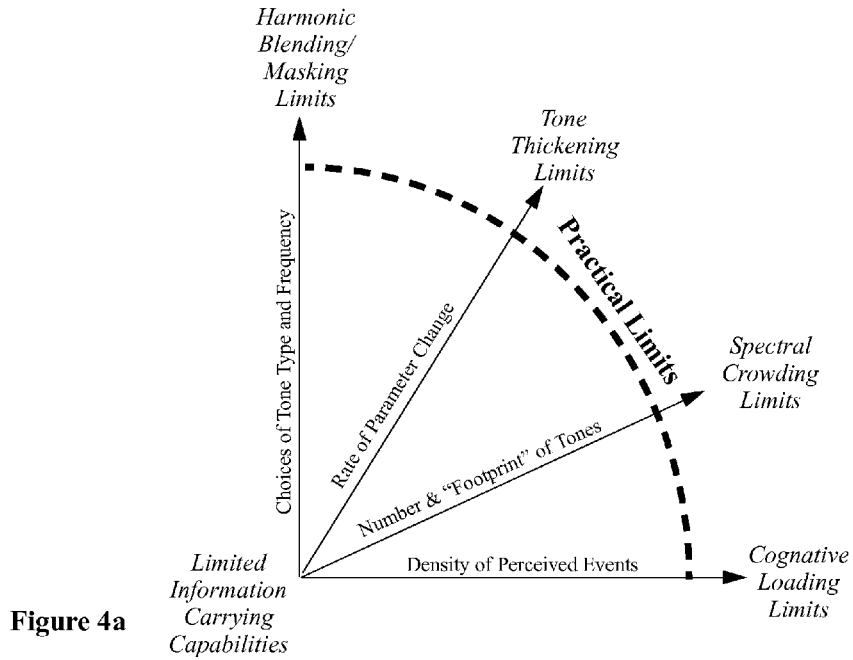 Harmonic
Blending/
Masking
Limits
Tone
Thickening
Limits
Practical Limits
Choices of Tone Type and Frequency
Rate of Parameter Change
Spectral
Crowding
Limits
Number & “Footprint” of Tones
Density of Perceived Events
Cognative
Loading
Limits
Limited
Information
Carrying
Capabilities
Figure 4a